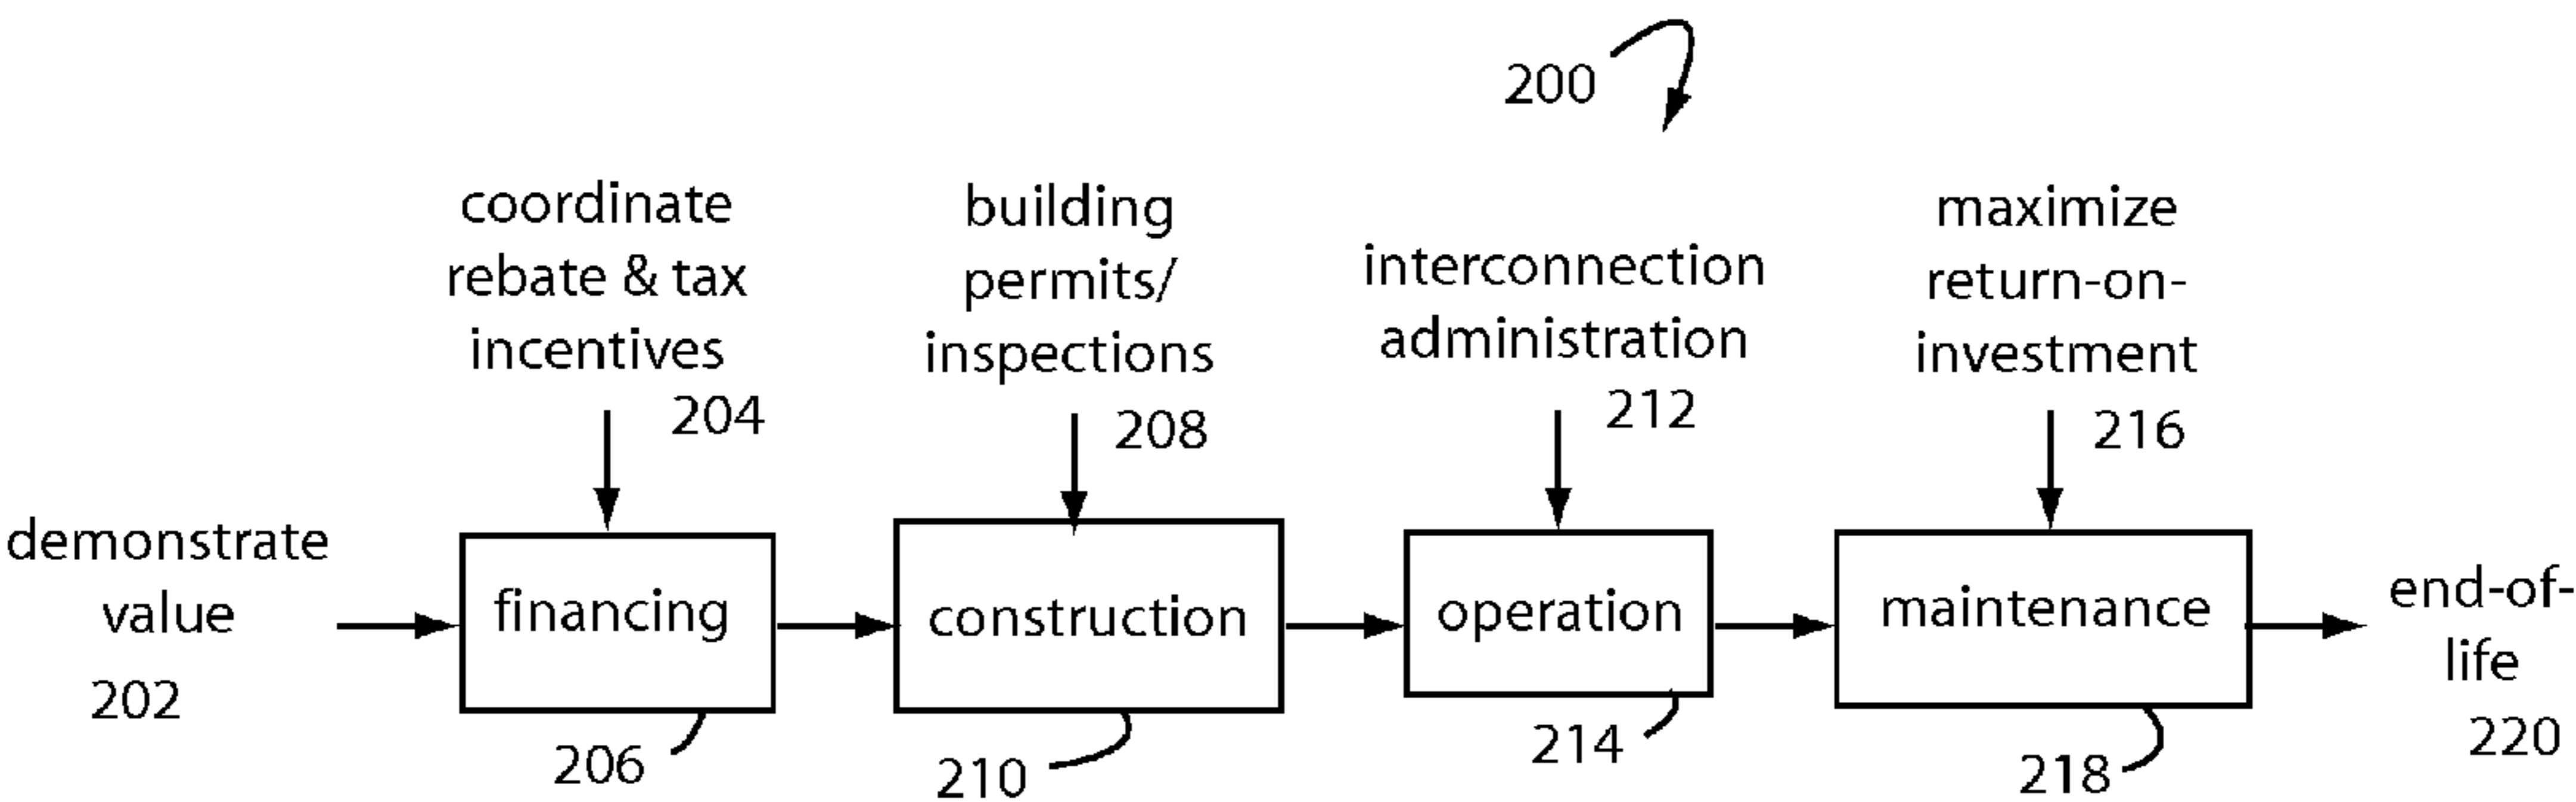 200
coordinate
rebate & tax
incentives
204
building
permits/
inspections
208
interconnection
administration
212
maximize
return-on-
investment
216
demonstrate
value
202
financing
206
construction
210
operation
214
maintenance
218
end-of-
life
220